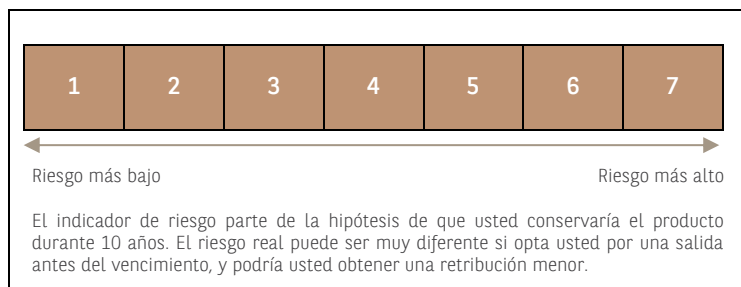 1 2 3 4 5 6 7
Riesgo más bajo Riesgo más alto
El indicador de riesgo parte de la hipótesis de que usted conservaría el producto
durante 10 años. El riesgo real puede ser muy diferente si opta usted por una salida
antes del vencimiento, y podría usted obtener una retribución menor.